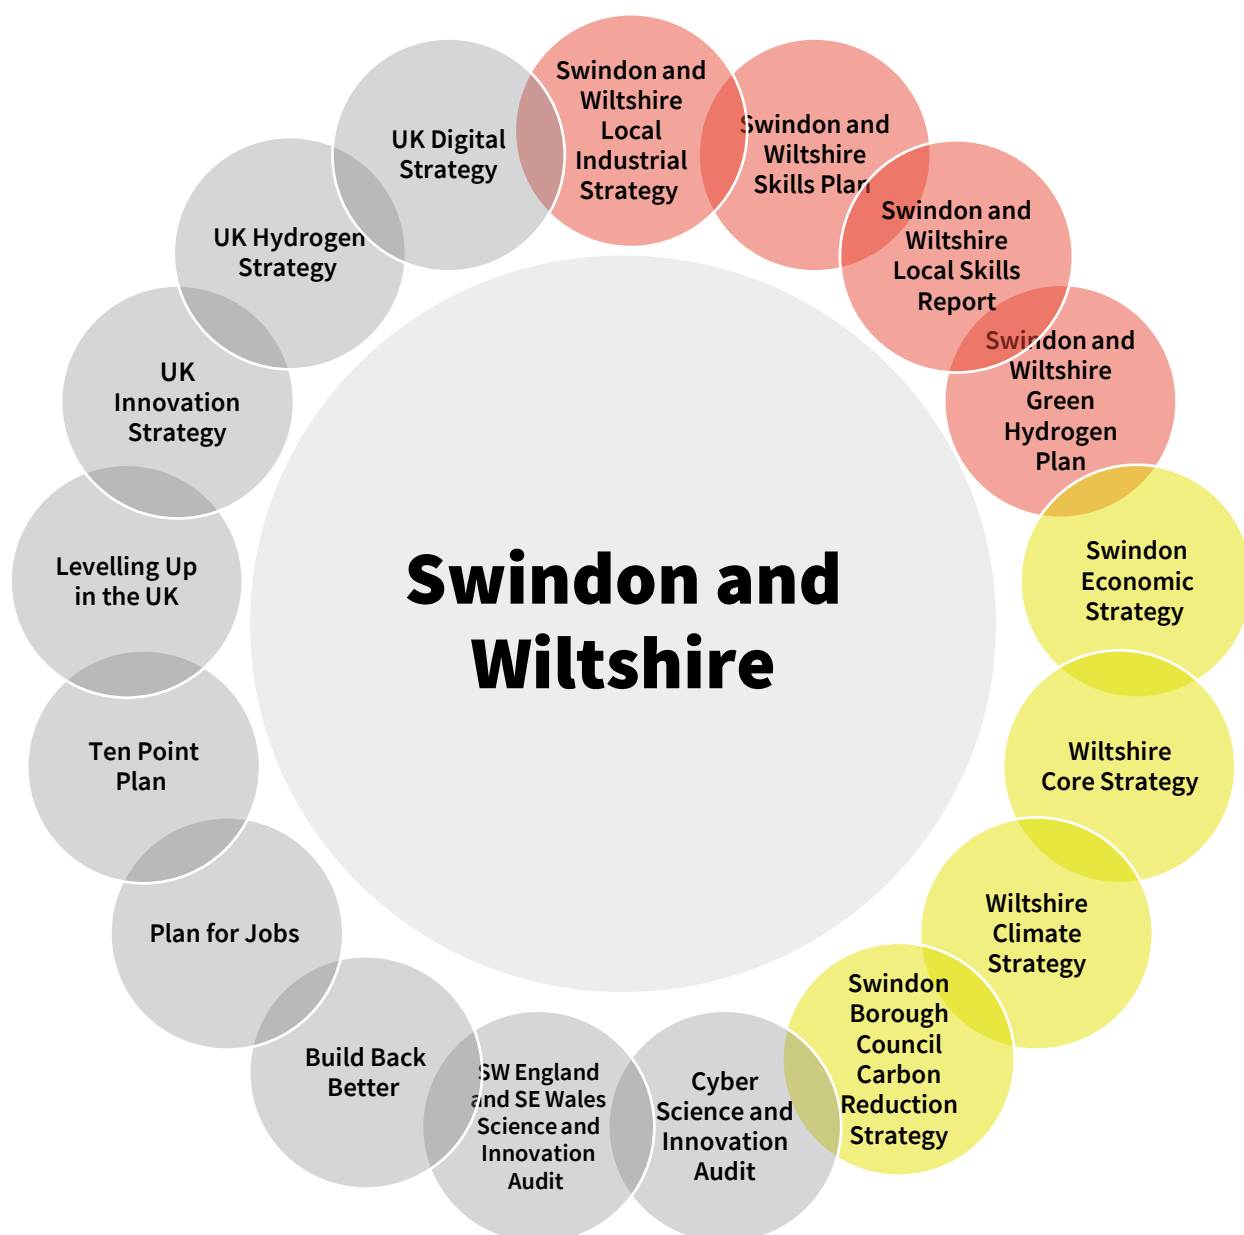 Swindon and
Wiltshire
Local
Industrial
Strategy
Swindon and
Wiltshire
Skills Plan
Swindon and
Wiltshire
Local Skills
Report
Swindon and
Wiltshire
Green
Hydrogen
Plan
Swindon
Economic
Strategy
Wiltshire
Core Strategy
Wiltshire
Climate
Strategy
Swindon
Borough
Council
Carbon
Reduction
Strategy
Cyber
Science and
Innovation
Audit
SW England
and SE Wales
Science and
Innovation
Audit
Build Back
Better
Plan for Jobs
Ten Point
Plan
Levelling Up
in the UK
UK
Innovation
Strategy
UK Hydrogen
Strategy
UK Digital
Strategy
Swindon and
Wiltshire